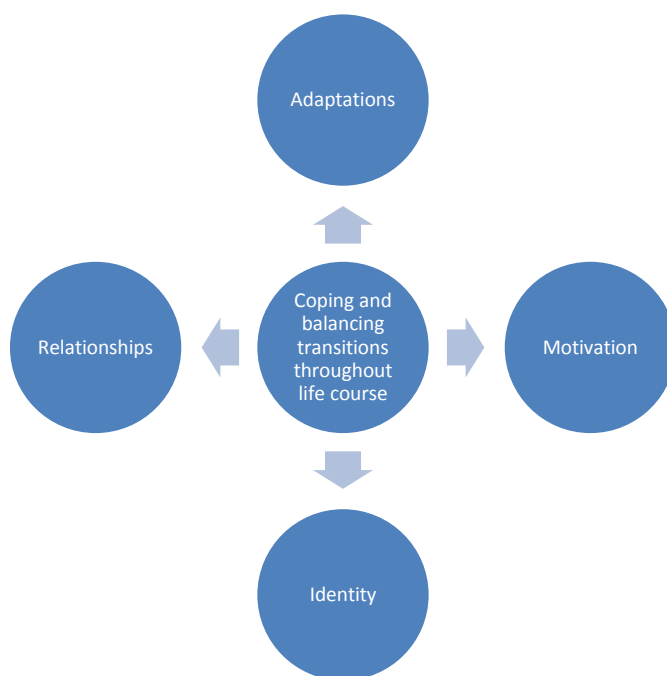 Adaptations
Relationships
Coping and
balancing
transitions
throughout
life course
Motivation
Identity